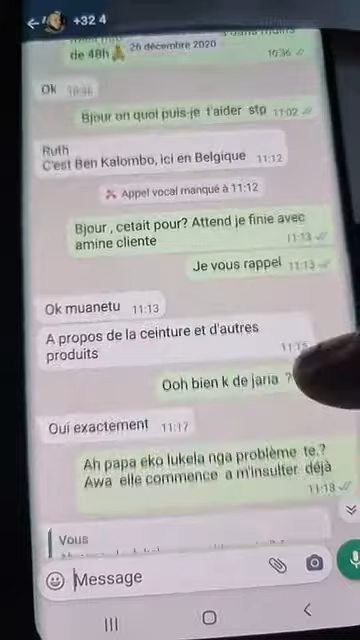 +32 4
de 48h
26 décembre 2020
10:36
Ok 10:36
Bjour en quoi puis-je t'aider stp 11:02
Ruth
C'est Ben Kalombo, ici en Belgique 11:12
Appel vocal manqué à 11:12
Bjour , cetait pour? Attend je finie avec
amine cliente
11:13
Je vous rappel 11:13
Ok muanetu 11:13
A propos de la ceinture et d'autres
produits 11:15
Ooh bien k de jaria ?
Oui exactement 11:17
Ah papa eko lukela nga problème te.?
Awa elle commence a m'insulter déjà
11:18
Vous
Message